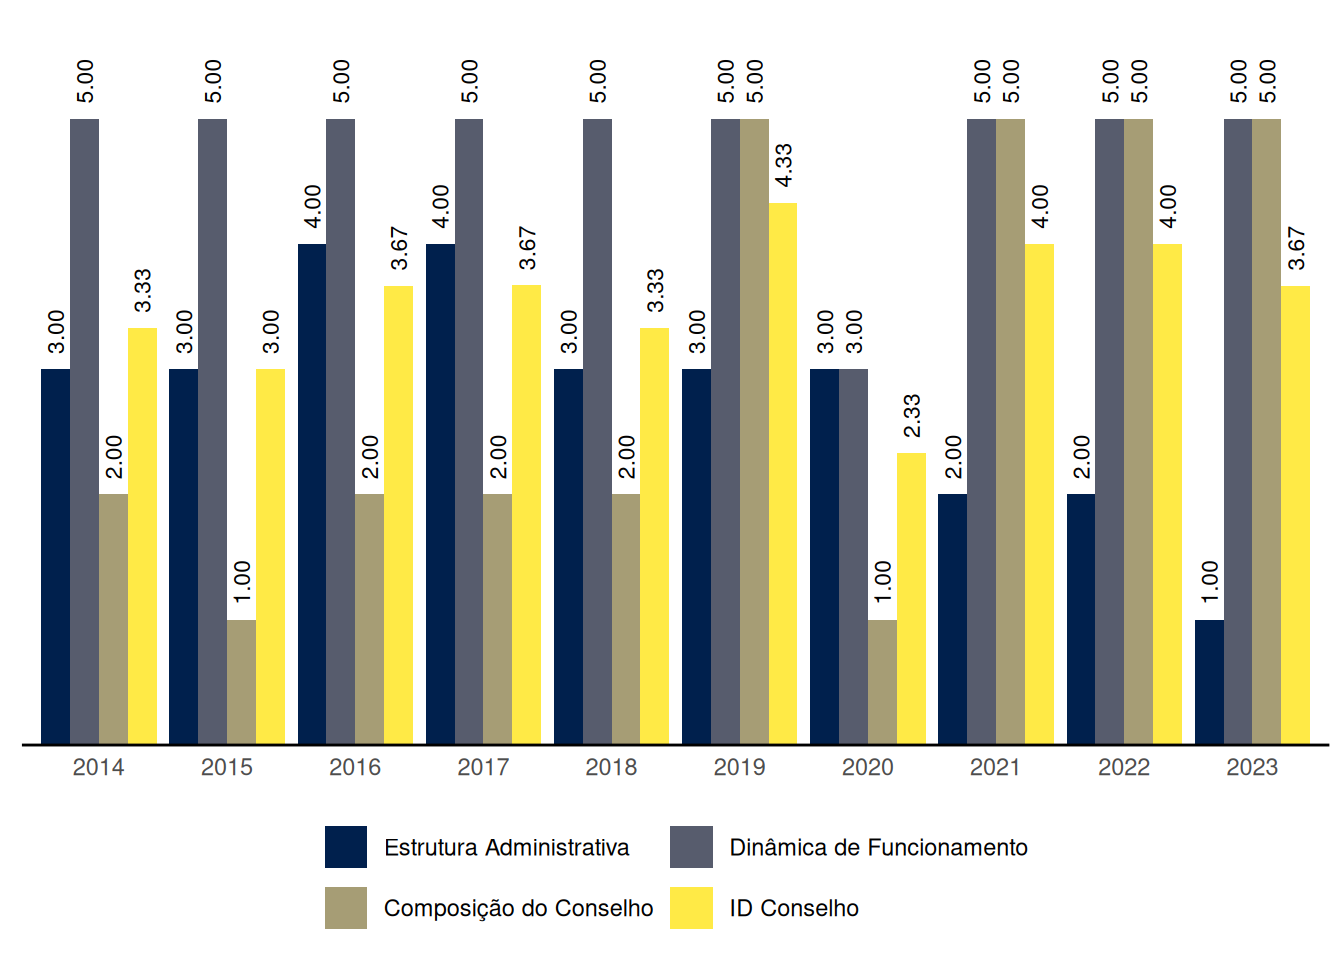 5.00 5.00 5.00 5.00 5.00 5.00 5.00 5.00 5.00 5.00 5.00 5.00 5.00
4.33
4.00 4.00 4.00 4.00
3.67 3.67 3.67
3.33 3.33
3.00 3.00 3.00 3.00 3.00 3.00 3.00
2.33
2.00 2.00 2.00 2.00 2.00 2.00
1.00 1.00 1.00
2014 2015 2016 2017 2018 2019 2020 2021 2022 2023
Estrutura Administrativa Dinâmica de Funcionamento
Composição do Conselho ID Conselho